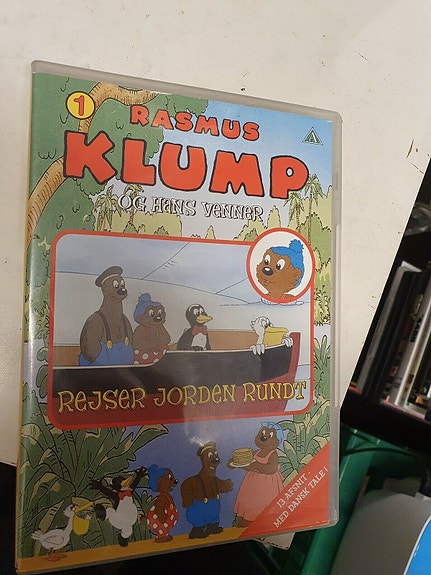 1
RASMUS
KLUMP
OG HANS VENNER
REJSER JORDEN RUNDT
13 AFSNIT -
MED DANSK TALE!